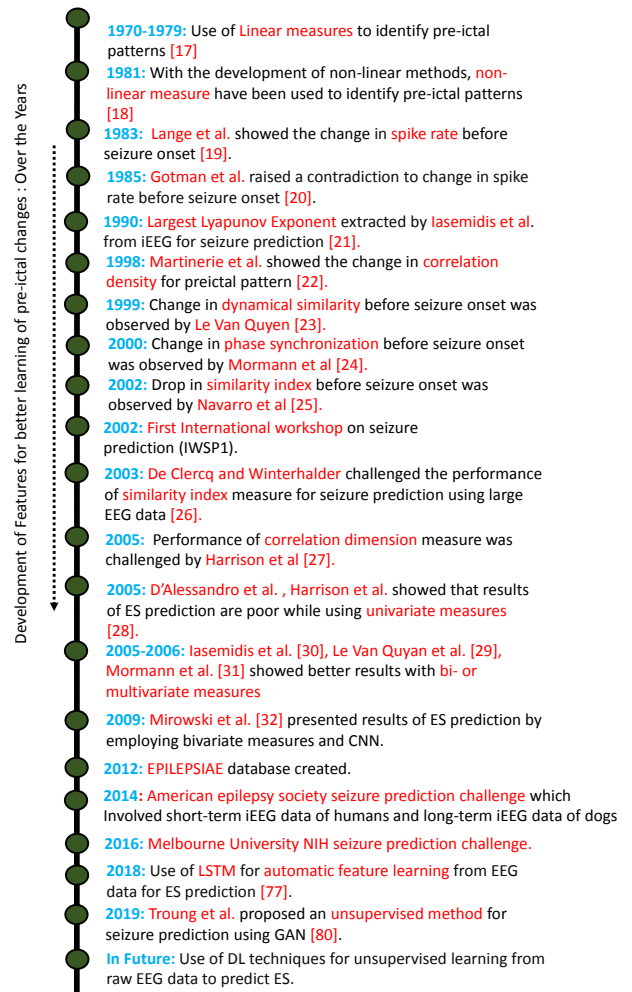 Development of Features for better learning of pre-ictal changes : Over the Years
1970-1979: Use of Linear measures to identify pre-ictal
patterns [17]
1981: With the development of non-linear methods, non-
linear measure have been used to identify pre-ictal patterns
[18]
1983: Lange et al. showed the change in spike rate before
seizure onset [19].
1985: Gotman et al. raised a contradiction to change in spike
rate before seizure onset [20].
1990: Largest Lyapunov Exponent extracted by Iasemidis et al.
from iEEG for seizure prediction [21].
1998: Martinerie et al. showed the change in correlation
density for preictal pattern [22].
1999: Change in dynamical similarity before seizure onset was
observed by Le Van Quyen [23].
2000: Change in phase synchronization before seizure onset
was observed by Mormann et al [24].
2002: Drop in similarity index before seizure onset was
observed by Navarro et al [25].
2002: First International workshop on seizure
prediction (IWSP1).
2003: De Clercq and Winterhalder challenged the performance
of similarity index measure for seizure prediction using large
EEG data [26].
2005: Performance of correlation dimension measure was
challenged by Harrison et al [27].
2005: D'Alessandro et al. , Harrison et al. showed that results
of ES prediction are poor while using univariate measures
[28].
2005-2006: Iasemidis et al. [30], Le Van Quyan et al. [29],
Mormann et al. [31] showed better results with bi- or
multivariate measures
2009: Mirowski et al. [32] presented results of ES prediction by
employing bivariate measures and CNN.
2012: EPILEPSIAE database created.
2014: American epilepsy society seizure prediction challenge which
Involved short-term iEEG data of humans and long-term iEEG data of dogs
2016: Melbourne University NIH seizure prediction challenge.
2018: Use of LSTM for automatic feature learning from EEG
data for ES prediction [77].
2019: Troung et al. proposed an unsupervised method for
seizure prediction using GAN [80].
In Future: Use of DL techniques for unsupervised learning from
raw EEG data to predict ES.